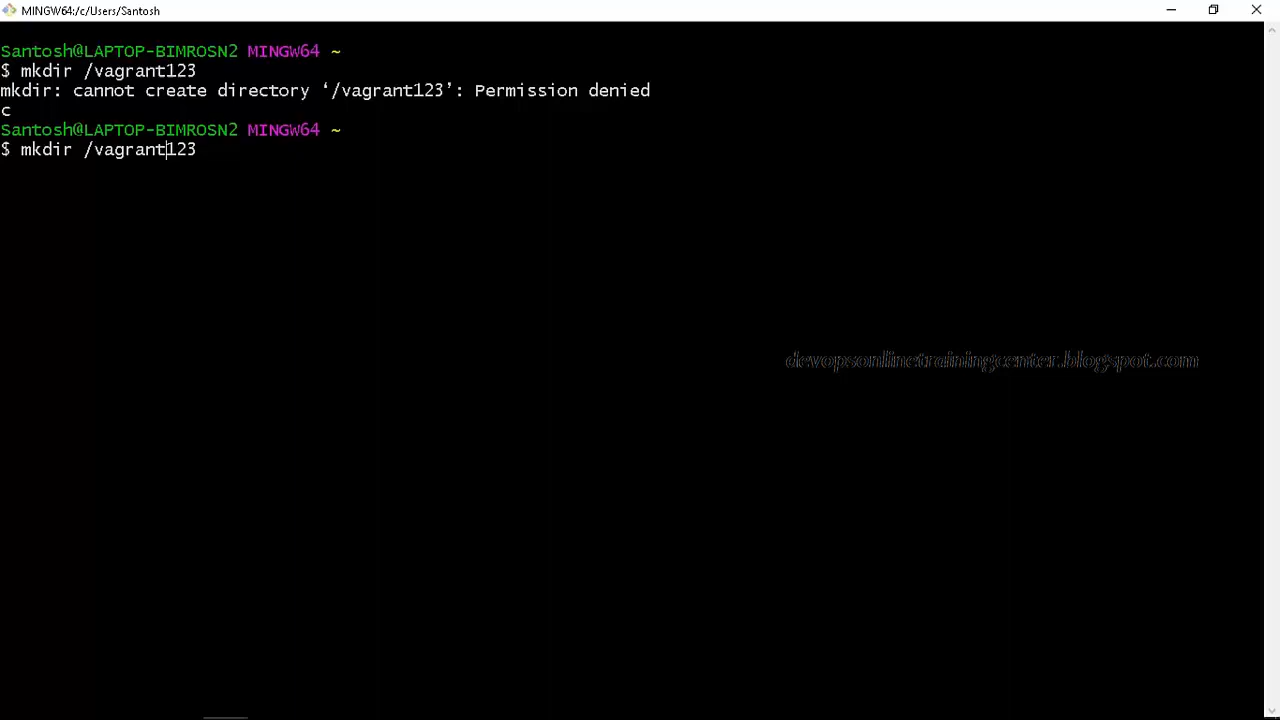 MINGW64:/c/Users/Santosh
Santosh@LAPTOP-BIMROSN2 MINGW64 ~
$ mkdir /vagrant123
mkdir: cannot create directory ‘/vagrant123’: Permission denied
c
Santosh@LAPTOP-BIMROSN2 MINGW64 ~
$ mkdir /vagrant123
devopsonlinetrainingcenter.blogspot.com